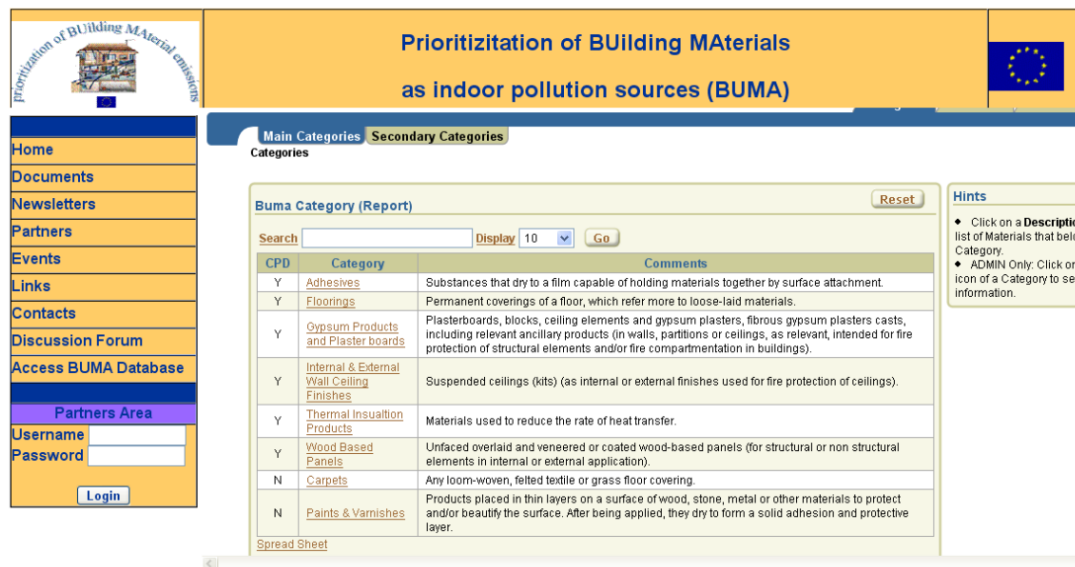 prioritization of BUilding MAterial emissions
Prioritizitation of BUilding MAterials
as indoor pollution sources (BUMA)
Home
Documents
Newsletters
Partners
Events
Links
Contacts
Discussion Forum
Access BUMA Database
Partners Area
Username
Password
Login
Main Categories Secondary Categories
Categories
Buma Category (Report) Reset
Search Display 10 Go
CPD Category Comments
Y Adhesives Substances that dry to a film capable of holding materials together by surface attachment.
Y Floorings Permanent coverings of a floor, which refer more to loose-laid materials.
Y Gypsum Products
and Plaster boards
Plasterboards, blocks, ceiling elements and gypsum plasters, fibrous gypsum plasters casts,
including relevant ancillary products (in walls, partitions or ceilings, as relevant, intended for fire
protection of structural elements and/or fire compartmentation in buildings).
Y Internal & External
Wall Ceiling
Finishes
Suspended ceilings (kits) (as internal or external finishes used for fire protection of ceilings).
Y Thermal Insualtion
Products
Materials used to reduce the rate of heat transfer.
Y Wood Based
Panels
Unfaced overlaid and veneered or coated wood-based panels (for structural or non structural
elements in internal or external application).
N Carpets Any loom-woven, felted textile or grass floor covering.
N Paints & Varnishes
Products placed in thin layers on a surface of wood, stone, metal or other materials to protect
and/or beautify the surface. After being applied, they dry to form a solid adhesion and protective
layer.
Spread Sheet
Hints
Click on a
list of Materials that
Category.
ADMIN Only: Click
icon of a Category to
information.